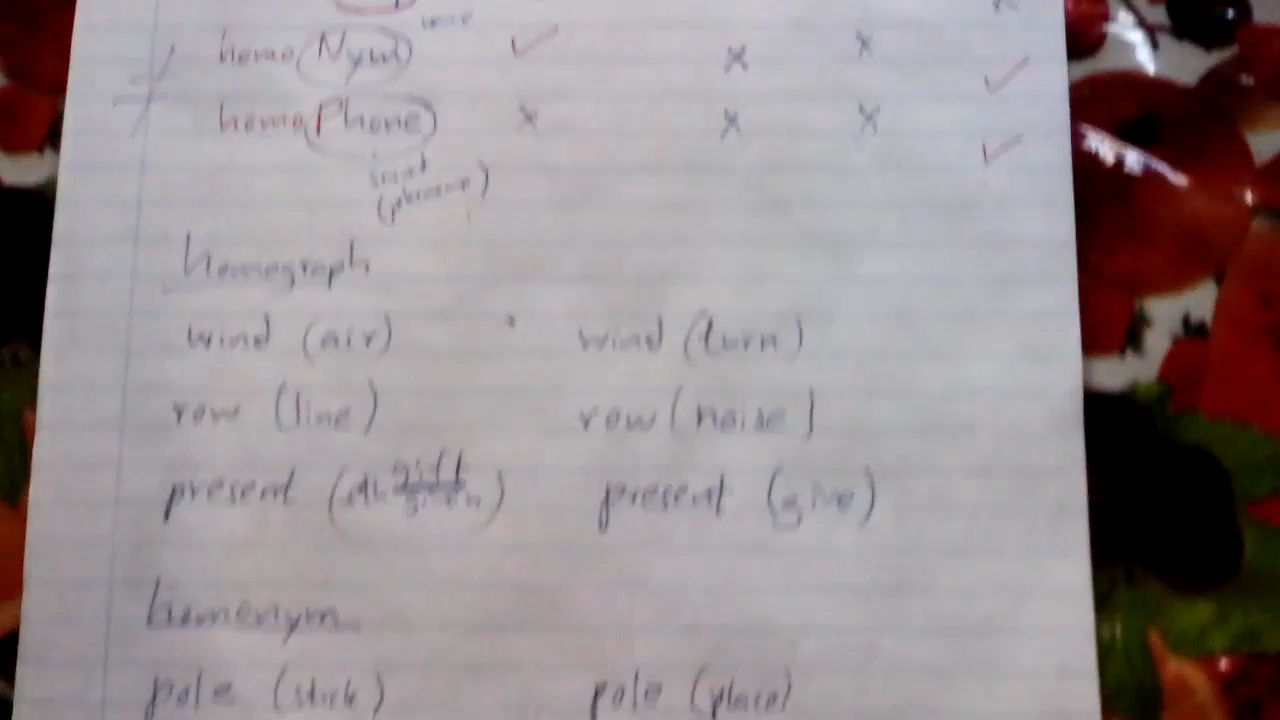 homo(Nym)
✓ x x ✓
homo(Phone) x x x ✓
homograph
wind (air) wind (turn)
row (line) row (noise)
present (sth gift) present (give)
homonym
pole (stick) pole (place)